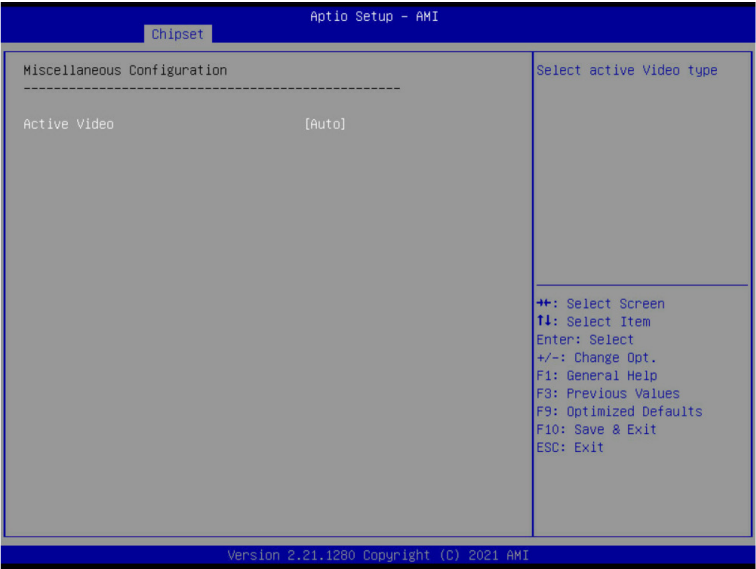 Aptio Setup – AMI
Chipset
Miscellaneous Configuration
--------------------------------------------------
Active Video [Auto]
Select active Video type
→←: Select Screen
↑↓: Select Item
Enter: Select
+/-: Change Opt.
F1: General Help
F3: Previous Values
F9: Optimized Defaults
F10: Save & Exit
ESC: Exit
Version 2.21.1280 Copyright (C) 2021 AMI